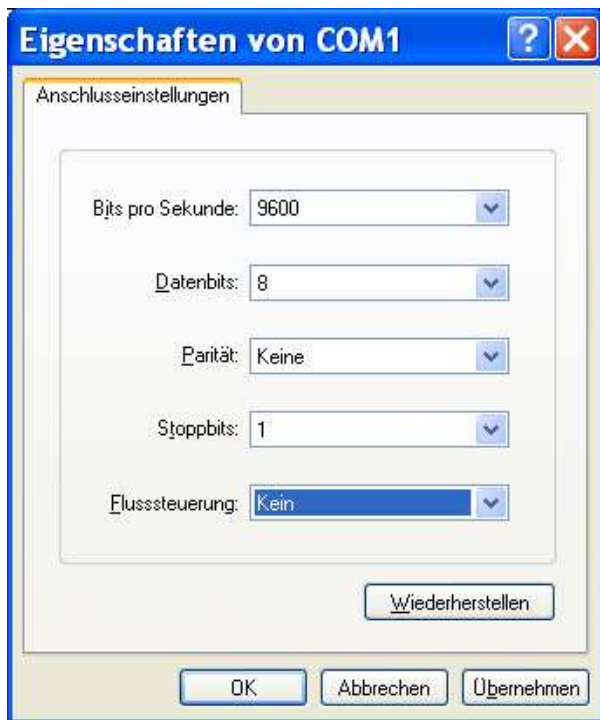 Eigenschaften von COM1
Anschlusseinstellungen
Bits pro Sekunde: 9600
Datenbits: 8
Parität: Keine
Stoppbits: 1
Flusssteuerung: Kein
Wiederherstellen
OK Abbrechen Übernehmen